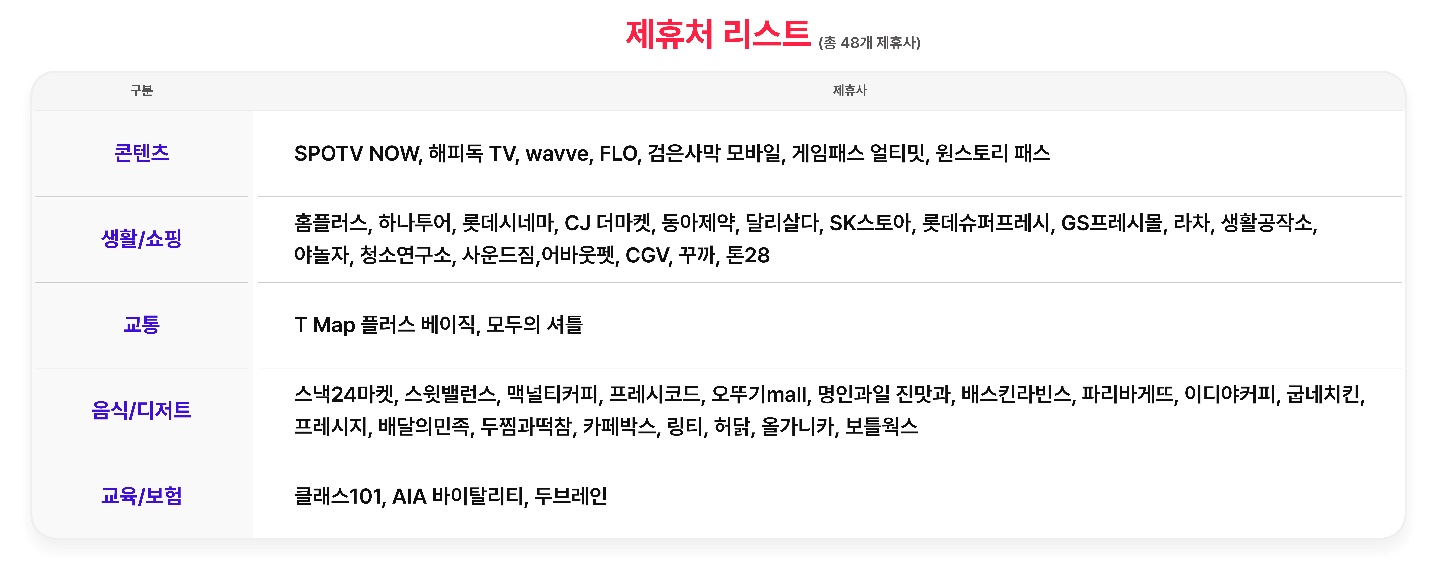 제휴처 리스트 (총 48개 제휴사)
구분 제휴사
콘텐츠 SPOTV NOW, 해피독 TV, wavve, FLO, 검은사막 모바일, 게임패스 얼티밋, 원스토리 패스
생활/쇼핑 홈플러스, 하나투어, 롯데시네마, CJ 더마켓, 동아제약, 달리살다, SK스토아, 롯데슈퍼프레시, GS프레시몰, 라차, 생활공작소,
야놀자, 청소연구소, 사운드짐,어바웃펫, CGV, 꾸까, 톤28
교통 T Map 플러스 베이직, 모두의 셔틀
음식/디저트 스낵24마켓, 스윗밸런스, 맥널티커피, 프레시코드, 오뚜기mall, 명인과일 진맛과, 배스킨라빈스, 파리바게뜨, 이디야커피, 굽네치킨,
프레시지, 배달의민족, 두찜과떡참, 카페박스, 링티, 허닭, 올가니카, 보틀웍스
교육/보험 클래스101, AIA 바이탈리티, 두브레인